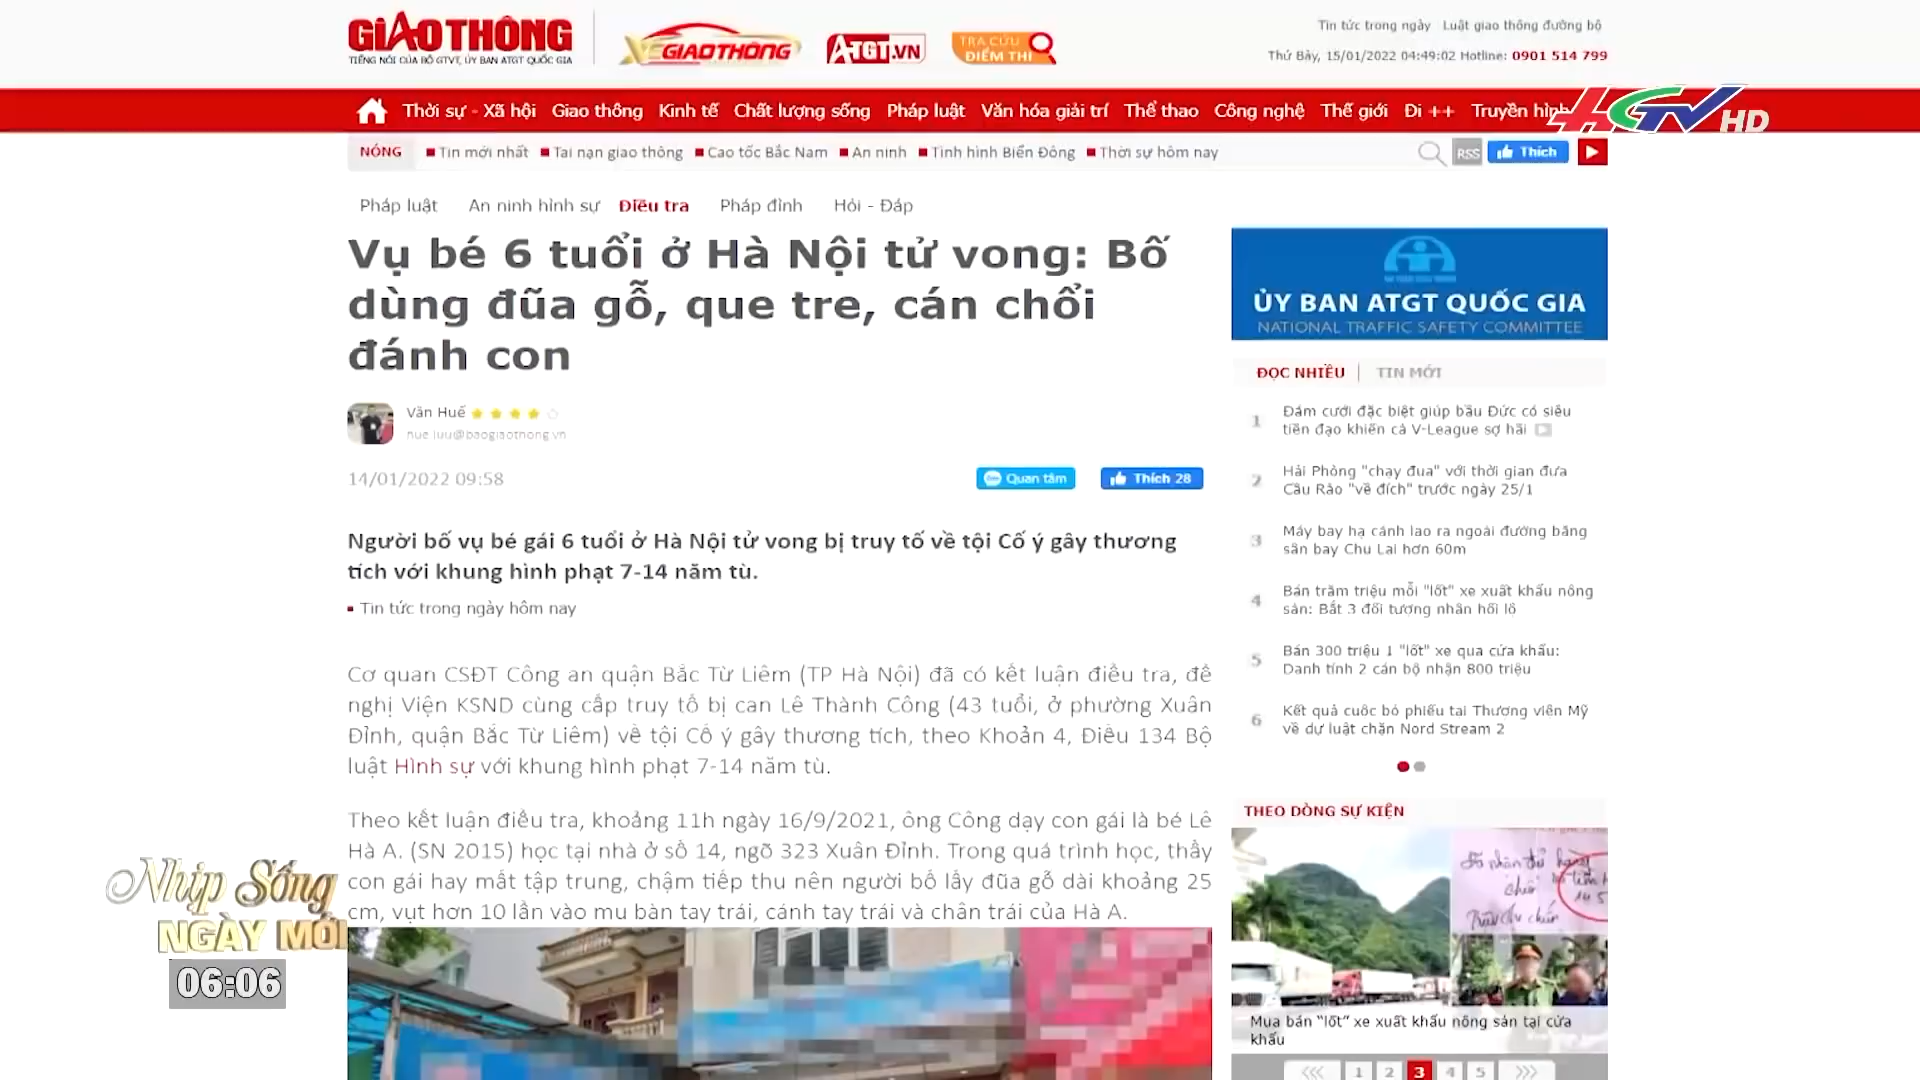 GIAO THÔNG
TIẾNG NÓI CỦA BỘ GTVT, ỦY BAN ATGT QUỐC GIA
XEGIAOTHÔNG
ATGT.VN
TRA CỨU
ĐIỂM THI
Tin tức trong ngày Luật giao thông đường bộ
Thứ Bảy, 15/01/2022 04:49:02 Hotline: 0901 514 799
Thời sự - Xã hội Giao thông Kinh tế Chất lượng sống Pháp luật Văn hóa giải trí Thể thao Công nghệ Thế giới Đi ++ Truyền hình
HGTV HD
NÓNG Tin mới nhất Tai nạn giao thông Cao tốc Bắc Nam An ninh Tình hình Biển Đông Thời sự hôm nay RSS Thích
Pháp luật An ninh hình sự Điều tra Pháp đình Hỏi - Đáp
Vụ bé 6 tuổi ở Hà Nội tử vong: Bố
dùng đũa gỗ, que tre, cán chổi
đánh con
Văn Huế
hue.luu@baogiaothong.vn
14/01/2022 09:58
Quan tâm
Thích 28
Người bố vụ bé gái 6 tuổi ở Hà Nội tử vong bị truy tố về tội Cố ý gây thương
tích với khung hình phạt 7-14 năm tù.
Tin tức trong ngày hôm nay
Cơ quan CSĐT Công an quận Bắc Từ Liêm (TP Hà Nội) đã có kết luận điều tra, đề
nghị Viện KSND cùng cấp truy tố bị can Lê Thành Công (43 tuổi, ở phường Xuân
Đỉnh, quận Bắc Từ Liêm) về tội Cố ý gây thương tích, theo Khoản 4, Điều 134 Bộ
luật Hình sự với khung hình phạt 7-14 năm tù.
Theo kết luận điều tra, khoảng 11h ngày 16/9/2021, ông Công dạy con gái là bé Lê
Hà A. (SN 2015) học tại nhà ở số 14, ngõ 323 Xuân Đỉnh. Trong quá trình học, thấy
con gái hay mất tập trung, chậm tiếp thu nên người bố lấy đũa gỗ dài khoảng 25
cm, vụt hơn 10 lần vào mu bàn tay trái, cánh tay trái và chân trái của Hà A.
ỦY BAN ATGT QUỐC GIA
NATIONAL TRAFFIC SAFETY COMMITTEE
ĐỌC NHIỀU TIN MỚI
1 Đám cưới đặc biệt giúp bầu Đức có siêu
tiền đạo khiến cả V-League sợ hãi
2 Hải Phòng "chạy đua" với thời gian đưa
Cầu Rào "về đích" trước ngày 25/1
3 Máy bay hạ cánh lao ra ngoài đường băng
sân bay Chu Lai hơn 60m
4 Bán trăm triệu mỗi "lốt" xe xuất khẩu nông
sản: Bắt 3 đối tượng nhận hối lộ
5 Bán 300 triệu 1 "lốt" xe qua cửa khẩu:
Danh tính 2 cán bộ nhận 800 triệu
6 Kết quả cuộc bỏ phiếu tại Thượng viện Mỹ
về dự luật chặn Nord Stream 2
THEO DÒNG SỰ KIỆN
Mua bán “lốt” xe xuất khẩu nông sản tại cửa
khẩu
1 2 3 4 5
Nhịp Sống
NGÀY MỚI
06:06